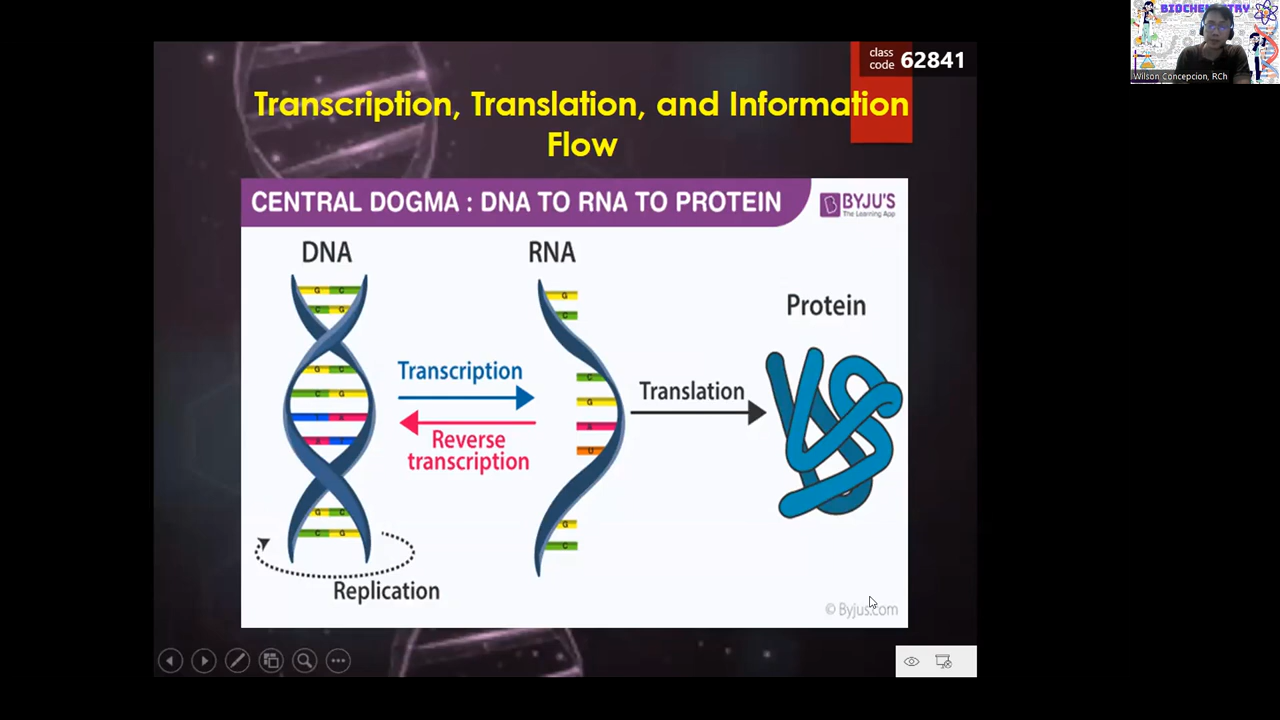 BIOCHEMISTRY
Wilson Concepcion, RCh
class
code 62841
Transcription, Translation, and Information
Flow
CENTRAL DOGMA : DNA TO RNA TO PROTEIN
BYJU'S
The Learning App
DNA
RNA
Protein
G C
C G
G C
C G
T A
A T
G C
C G
G
C
C
G
A
U
G
C
Transcription
Reverse
transcription
Translation
Replication
© Byjus.com